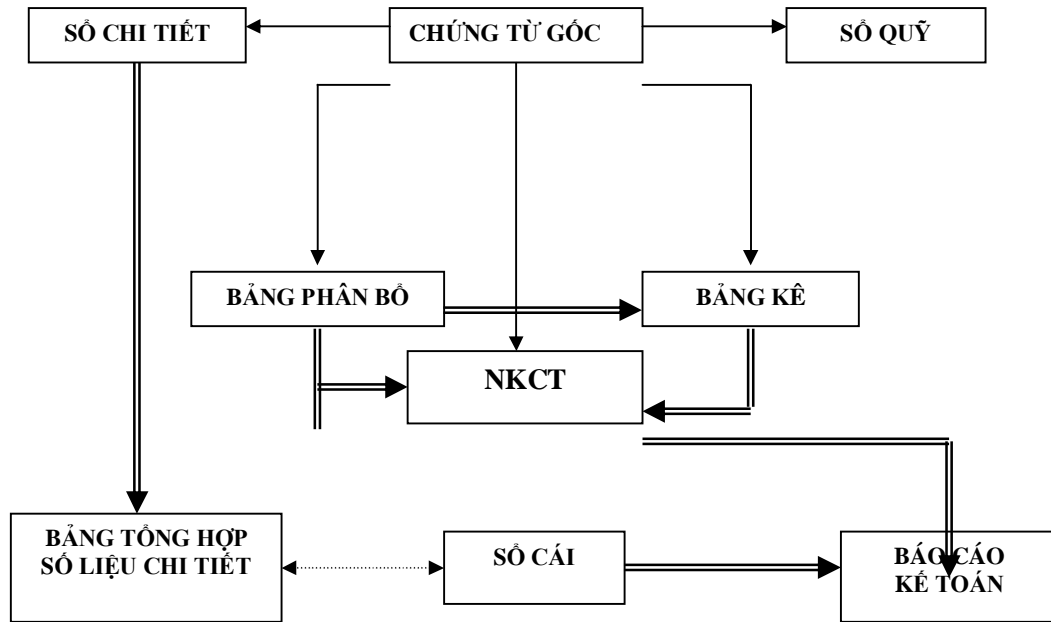 SỔ CHI TIẾT
CHỨNG TỪ GỐC
SỔ QUỸ
BẢNG PHÂN BỔ
BẢNG KÊ
NKCT
BẢNG TỔNG HỢP
SỐ LIỆU CHI TIẾT
SỔ CÁI
BÁO CÁO
KẾ TOÁN